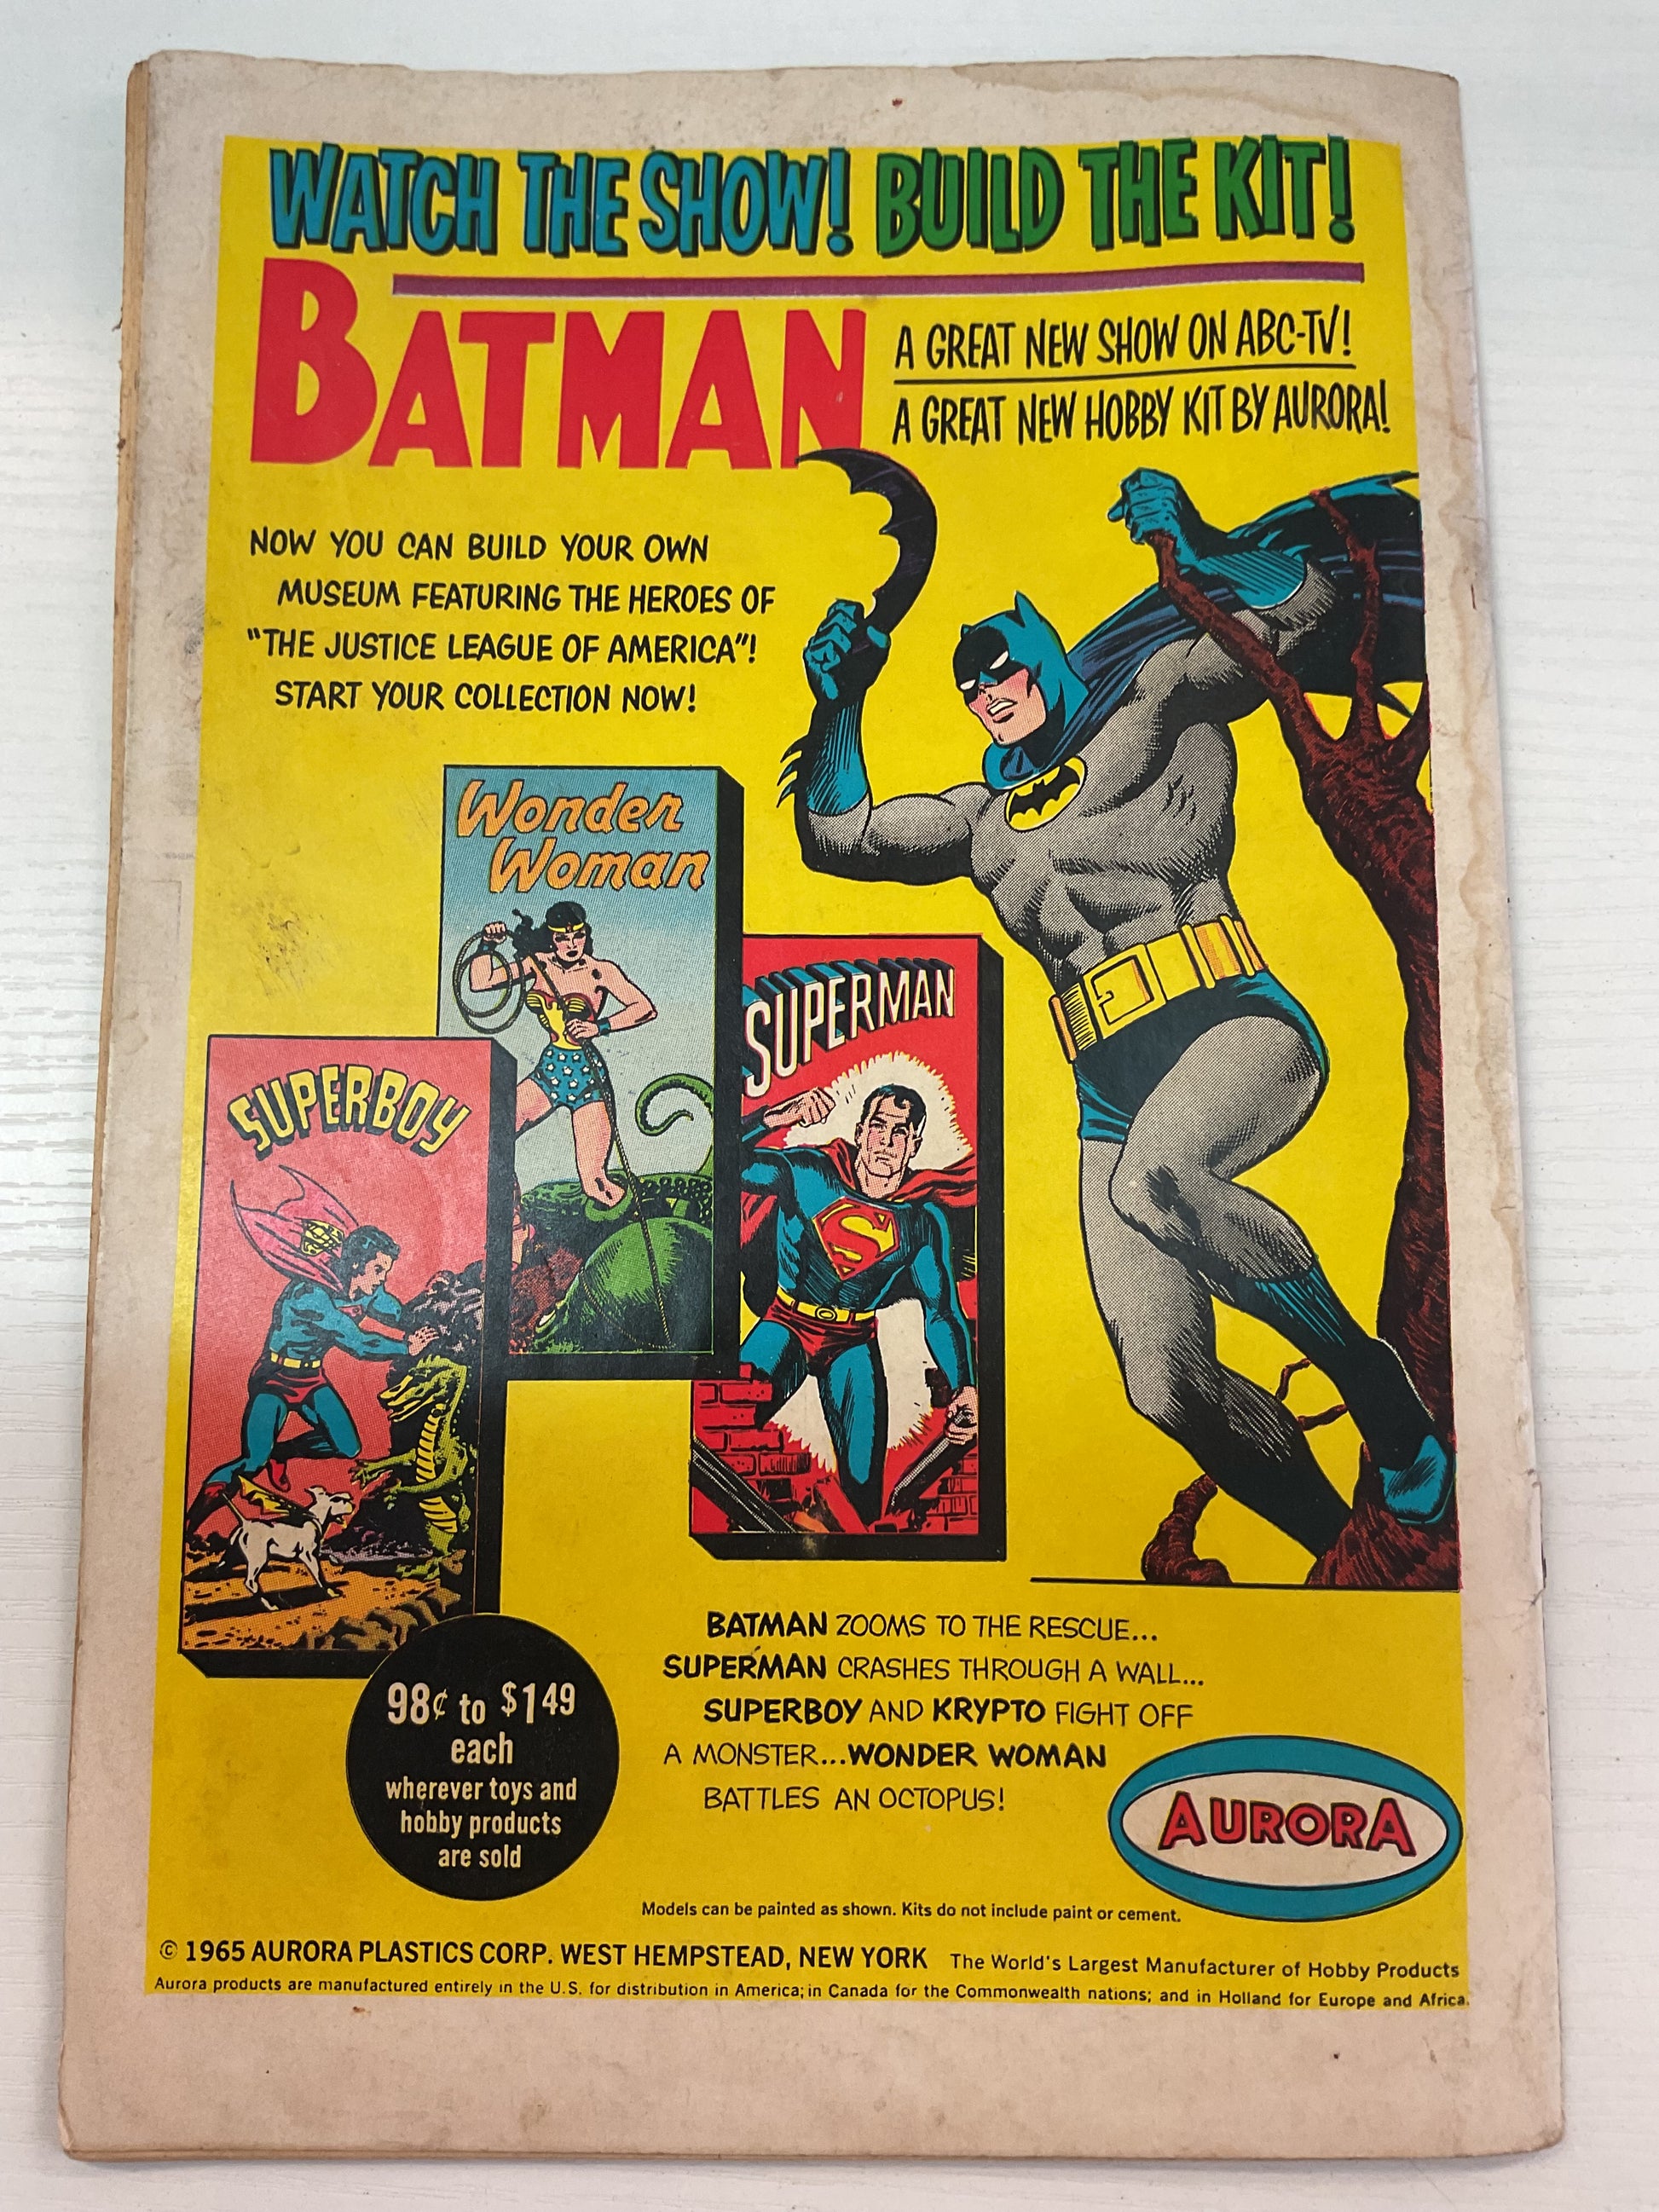 WATCH THE SHOW! BUILD THE KIT!
BATMAN
A GREAT NEW SHOW ON ABC-TV!
A GREAT NEW HOBBY KIT BY AURORA!
NOW YOU CAN BUILD YOUR OWN
MUSEUM FEATURING THE HEROES OF
"THE JUSTICE LEAGUE OF AMERICA"!
START YOUR COLLECTION NOW!
Wonder
Woman
SUPERMAN
S
SUPERBOY
98¢ to $1.49
each
wherever toys and
hobby products
are sold
BATMAN ZOOMS TO THE RESCUE...
SUPERMAN CRASHES THROUGH A WALL...
SUPERBOY AND KRYPTO FIGHT OFF
A MONSTER...WONDER WOMAN
BATTLES AN OCTOPUS!
AURORA
Models can be painted as shown. Kits do not include paint or cement.
© 1965 AURORA PLASTICS CORP. WEST HEMPSTEAD, NEW YORK The World's Largest Manufacturer of Hobby Products
Aurora products are manufactured entirely in the U.S. for distribution in America; in Canada for the Commonwealth nations; and in Holland for Europe and Africa.